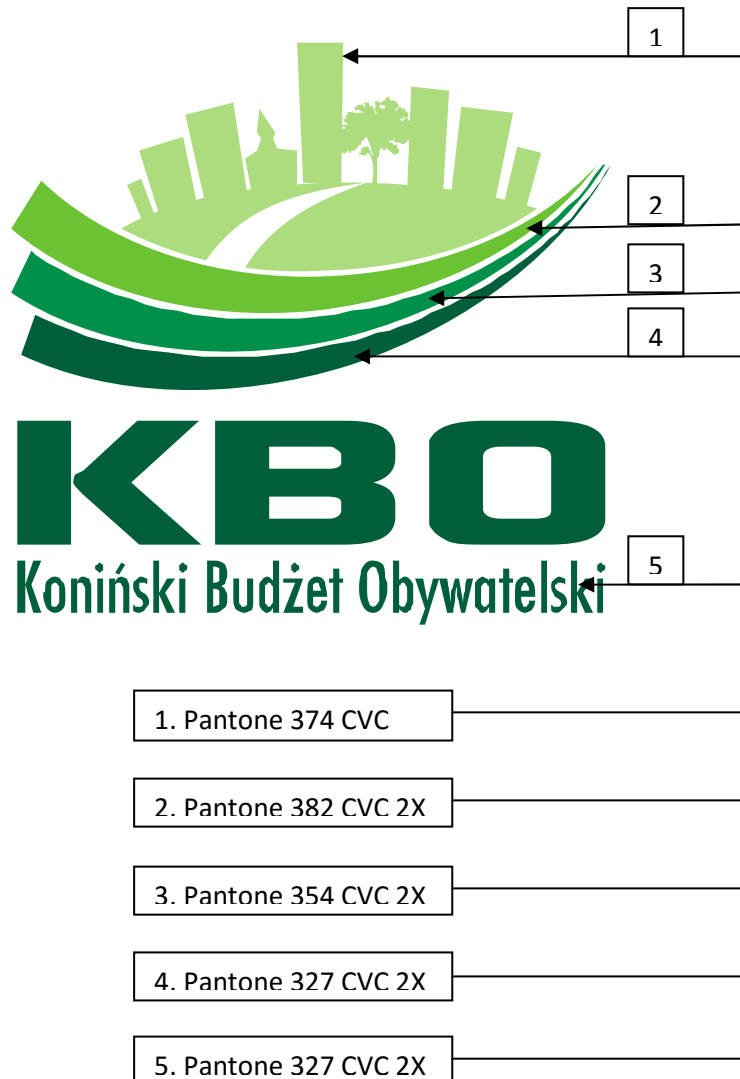 1
2
3
4
KBO
5
Koniński Budżet Obywatelski
1. Pantone 374 CVC
2. Pantone 382 CVC 2X
3. Pantone 354 CVC 2X
4. Pantone 327 CVC 2X
5. Pantone 327 CVC 2X